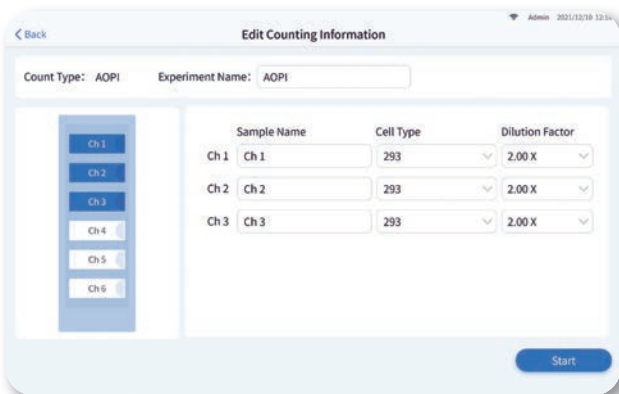 Admin 2021/12/10
< Back
Edit Counting Information
Count Type: AOPI Experiment Name: AOPI
Sample Name Cell Type Dilution Factor
Ch 1
Ch 2
Ch 3
Ch 4
Ch 5
Ch 6
Ch 1 Ch 1 293 2.00 X
Ch 2 Ch 2 293 2.00 X
Ch 3 Ch 3 293 2.00 X
Start